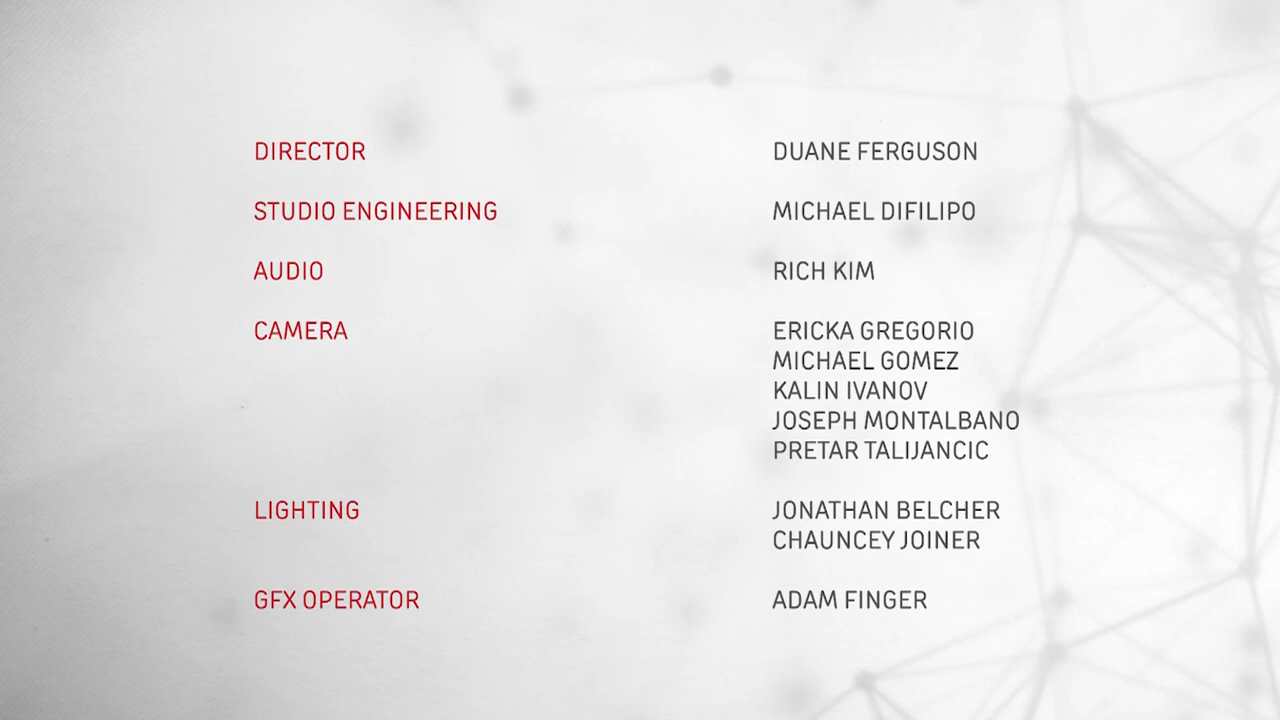 DIRECTOR DUANE FERGUSON
STUDIO ENGINEERING MICHAEL DIFILIPO
AUDIO RICH KIM
CAMERA ERICKA GREGORIO
MICHAEL GOMEZ
KALIN IVANOV
JOSEPH MONTALBANO
PRETAR TALIJANCIC
LIGHTING JONATHAN BELCHER
CHAUNCEY JOINER
GFX OPERATOR ADAM FINGER